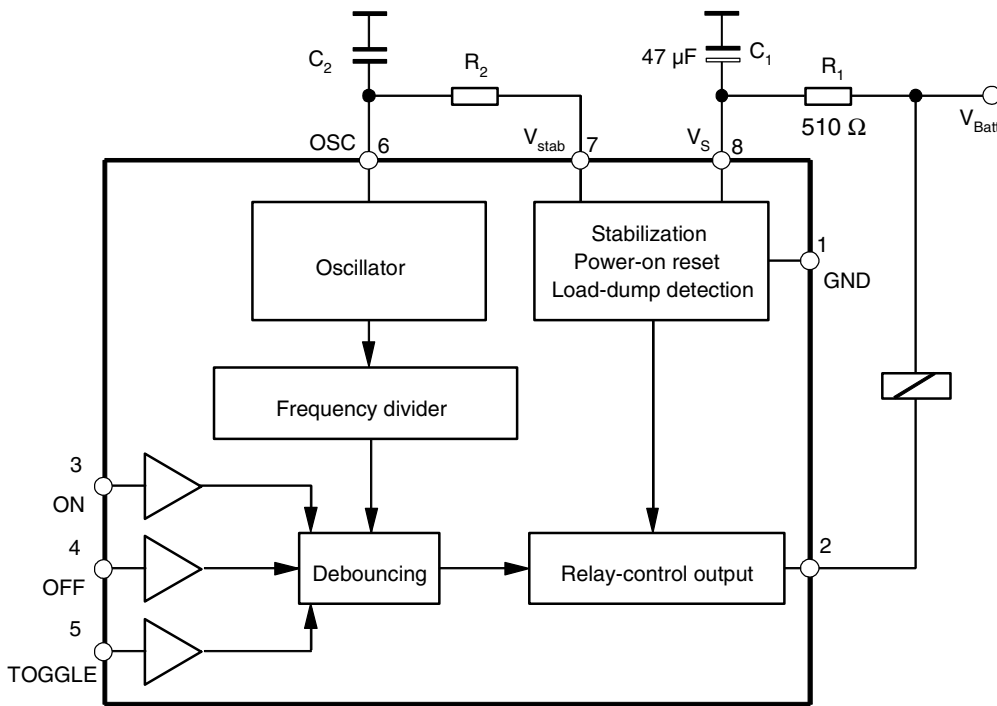 C2
R2
47 μF
C1
R1
510 Ω
VBatt
OSC
6
Vstab
7
VS
8
Oscillator
Stabilization
Power-on reset
Load-dump detection
1
GND
Frequency divider
3
ON
4
OFF
5
TOGGLE
Debouncing
Relay-control output
2